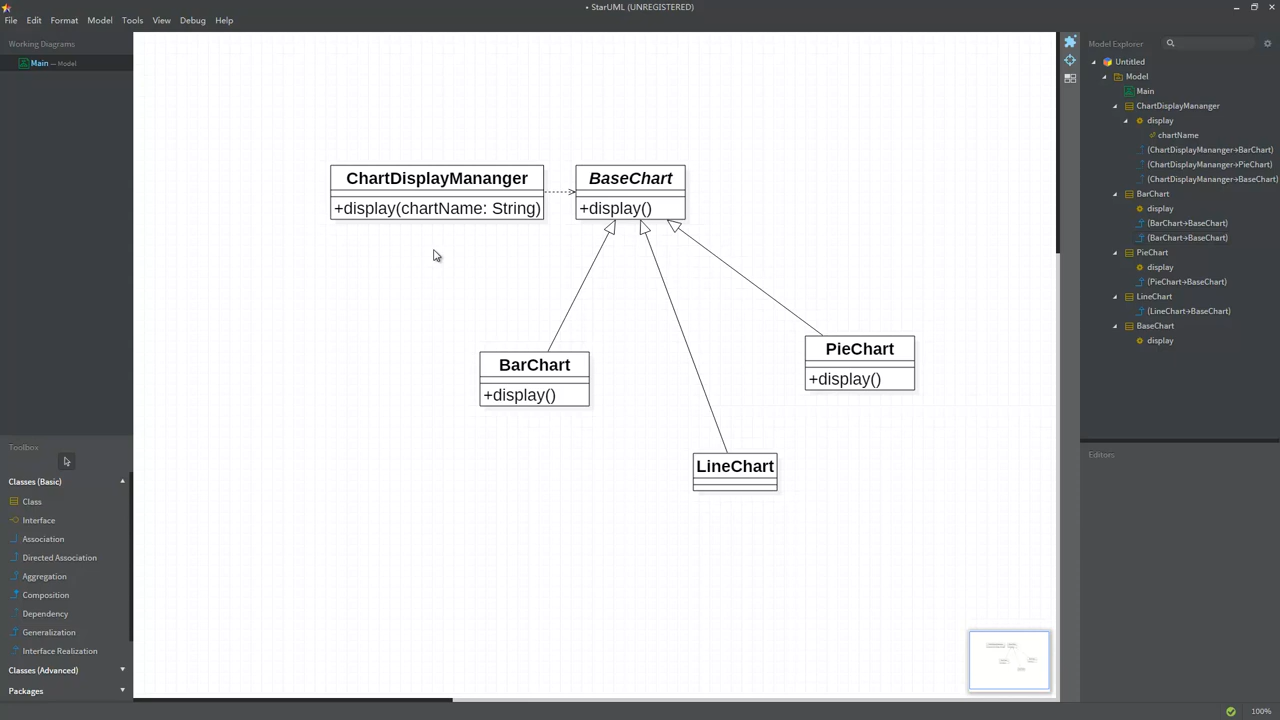 • StarUML (UNREGISTERED)
File Edit Format Model Tools View Debug Help
Working Diagrams
Main — Model
ChartDisplayMananger
+display(chartName: String)
BaseChart
+display()
BarChart
+display()
PieChart
+display()
LineChart
Toolbox
Classes (Basic)
Class
Interface
Association
Directed Association
Aggregation
Composition
Dependency
Generalization
Interface Realization
Classes (Advanced)
Packages
Model Explorer
Untitled
Model
Main
ChartDisplayMananger
display
chartName
(ChartDisplayMananger→BarChart)
(ChartDisplayMananger→PieChart)
(ChartDisplayMananger→BaseChart)
BarChart
display
(BarChart→BaseChart)
(BarChart→BaseChart)
PieChart
display
(PieChart→BaseChart)
LineChart
(LineChart→BaseChart)
BaseChart
display
Editors
100%